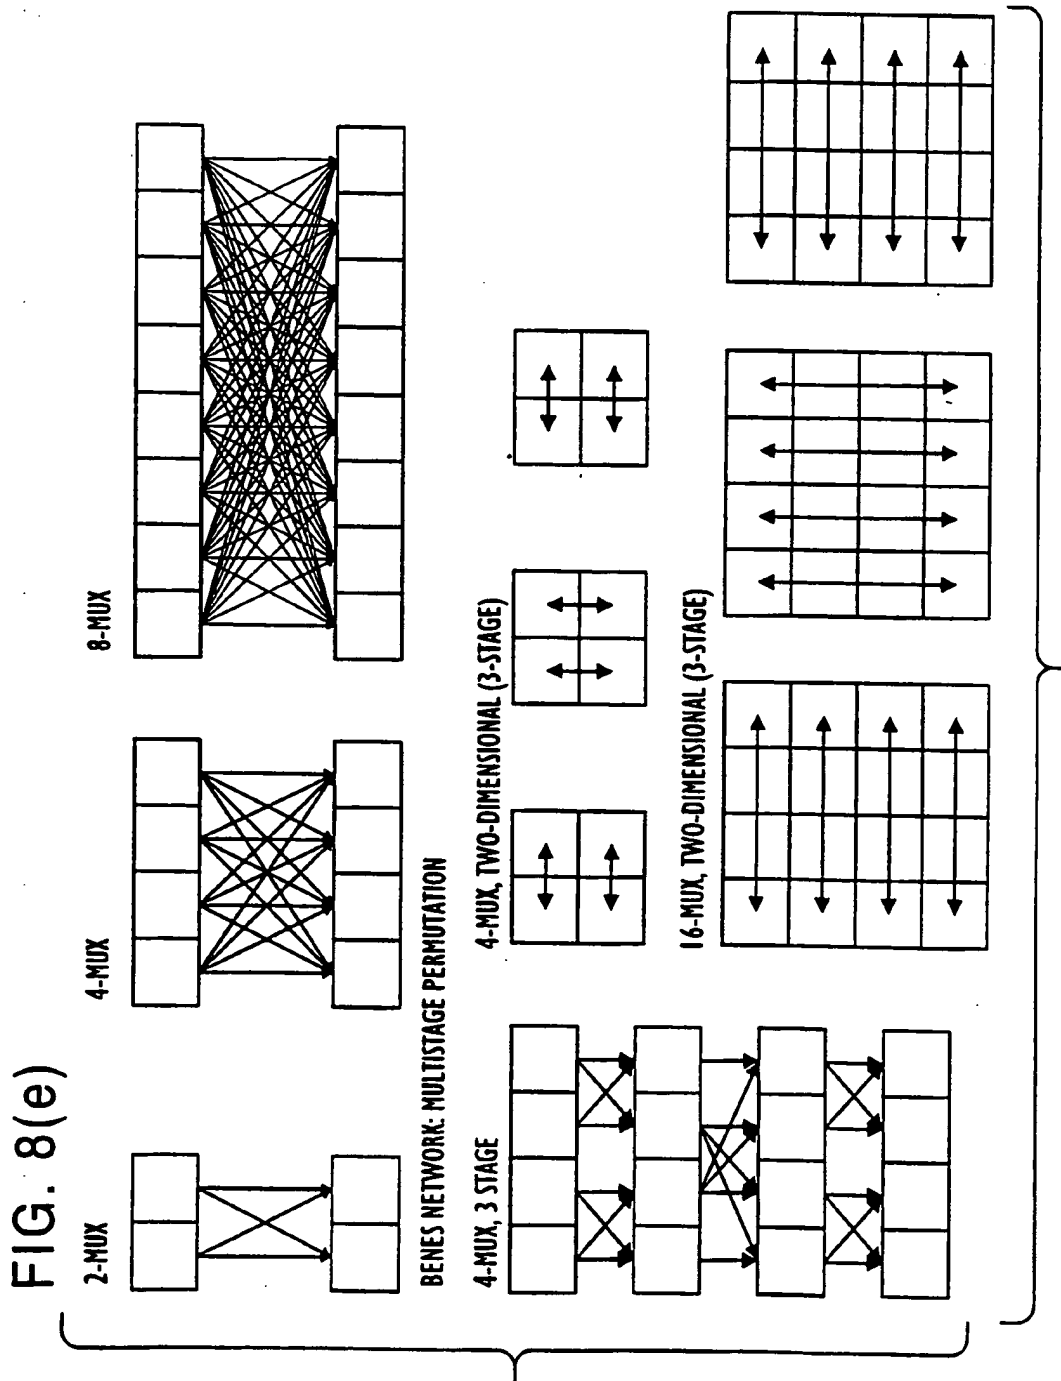 FIG. 8(e)
2-MUX
4-MUX
8-MUX
BENES NETWORK: MULTISTAGE PERMUTATION
4-MUX, 3 STAGE
4-MUX, TWO-DIMENSIONAL (3-STAGE)
16-MUX, TWO-DIMENSIONAL (3-STAGE)